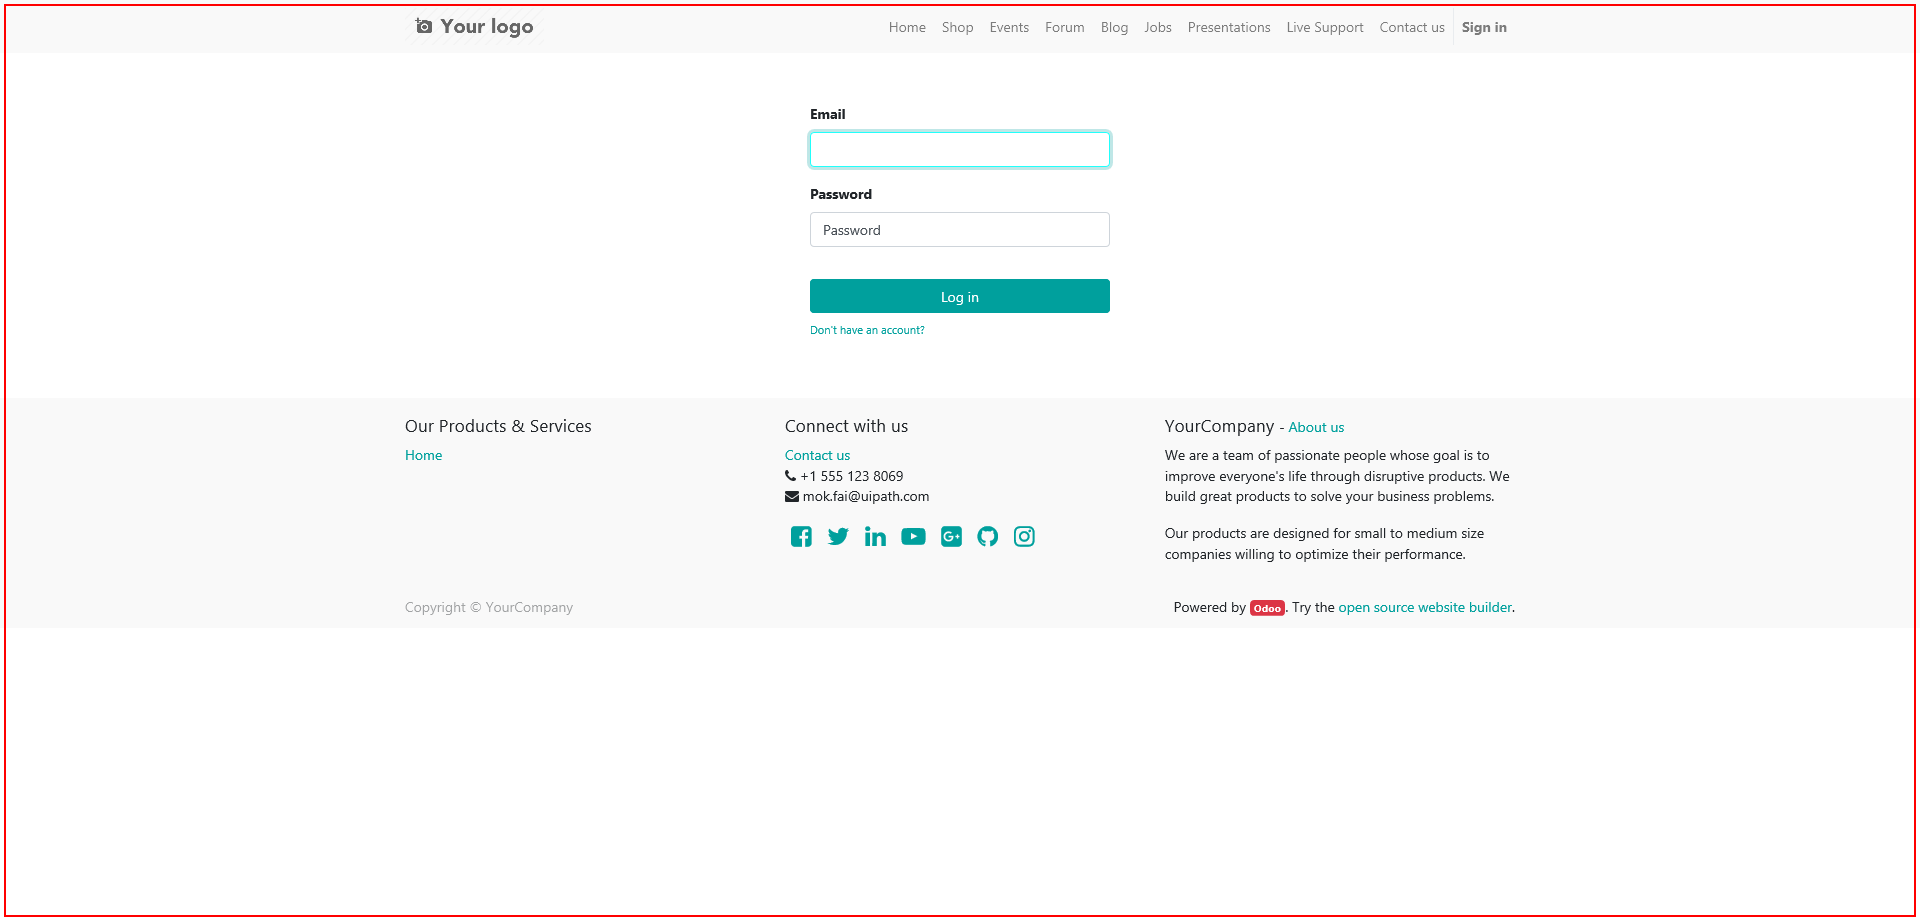 Your logo
Home Shop Events Forum Blog Jobs Presentations Live Support Contact us Sign in
Email
Password
Password
Log in
Don't have an account?
Our Products & Services
Home
Connect with us
Contact us
+1 555 123 8069
mok.fai@uipath.com
YourCompany - About us
We are a team of passionate people whose goal is to
improve everyone's life through disruptive products. We
build great products to solve your business problems.
Our products are designed for small to medium size
companies willing to optimize their performance.
Copyright © YourCompany
Powered by Odoo. Try the open source website builder.